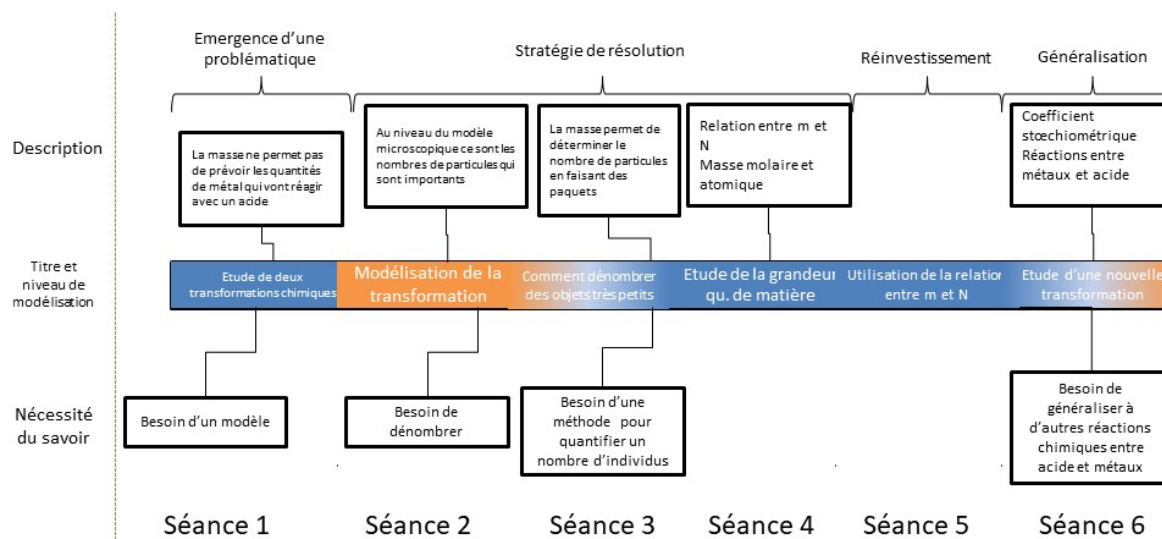 Emergence d’une
problématique
Stratégie de résolution
Réinvestissement
Généralisation
Description
La masse ne permet pas
de prévoir les quantités
de métal qui vont réagir
avec un acide
Au niveau du modèle
microscopique ce sont les
nombres de particules qui
sont importants
La masse permet de
déterminer le
nombre de particules
en faisant des
paquets
Relation entre m et
N
Masse molaire et
atomique
Coefficient
stœchiométrique
Réactions entre
métaux et acide
Titre et
niveau de
modélisation
Etude de deux
transformations chimiques
Modélisation de la
transformation
Comment dénombrer
des objets très petits
Etude de la grandeur
qu. de matière
Utilisation de la relation
entre m et N
Etude d’une nouvelle
transformation
Nécessité
du savoir
Besoin d’un modèle
Besoin de
dénombrer
Besoin d’une
méthode pour
quantifier un
nombre d’individus
Besoin de
généraliser à
d’autres réactions
chimiques entre
acide et métaux
Séance 1
Séance 2
Séance 3
Séance 4
Séance 5
Séance 6